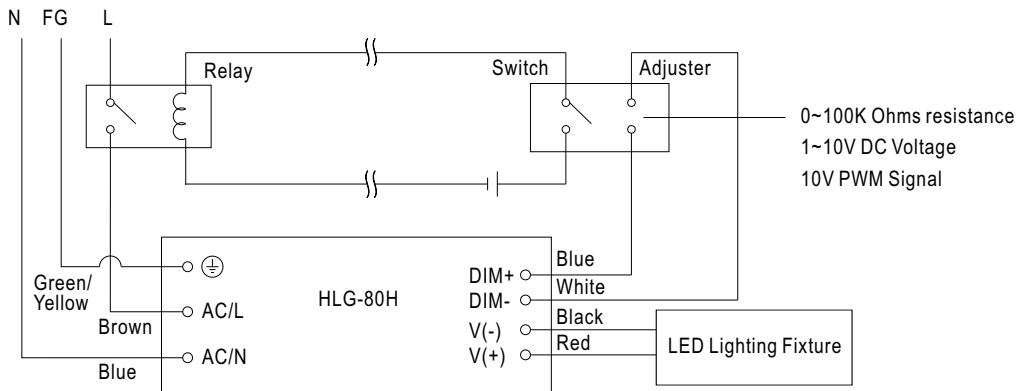 N FG L
Relay
Switch
Adjuster
0~100K Ohms resistance
1~10V DC Voltage
10V PWM Signal
Green/
Yellow
Brown
Blue
AC/L
AC/N
HLG-80H
DIM+
DIM-
V(-)
V(+)
Blue
White
Black
Red
LED Lighting Fixture